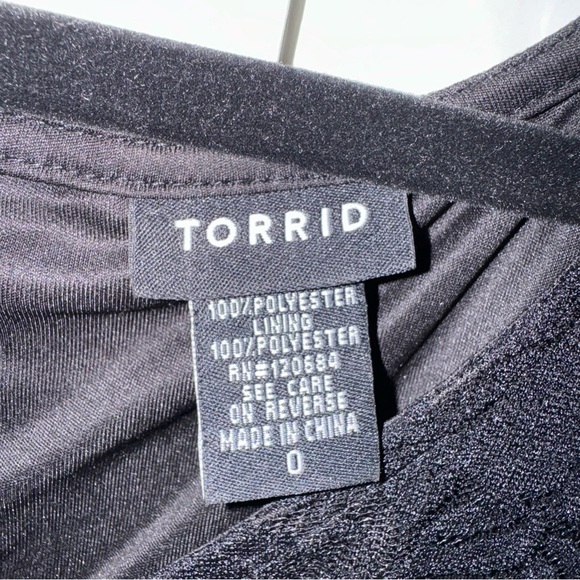 TORRID
100% POLYESTER
LINING
100% POLYESTER
RN#120684
SEE CARE
ON REVERSE
MADE IN CHINA
0